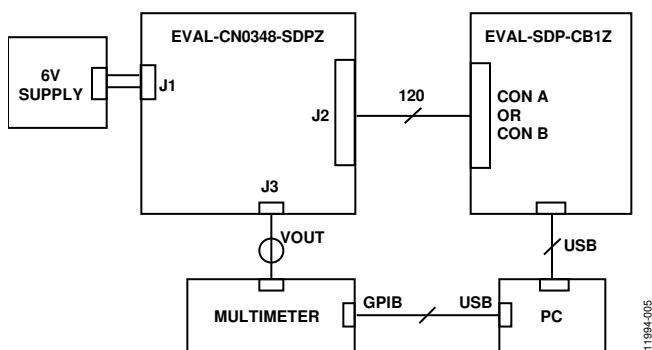 EVAL-CN0348-SDPZ
EVAL-SDP-CB1Z
6V
SUPPLY
J1
J2
120
CON A
OR
CON B
J3
VOUT
USB
MULTIMETER
GPIB
USB
PC
11994-005